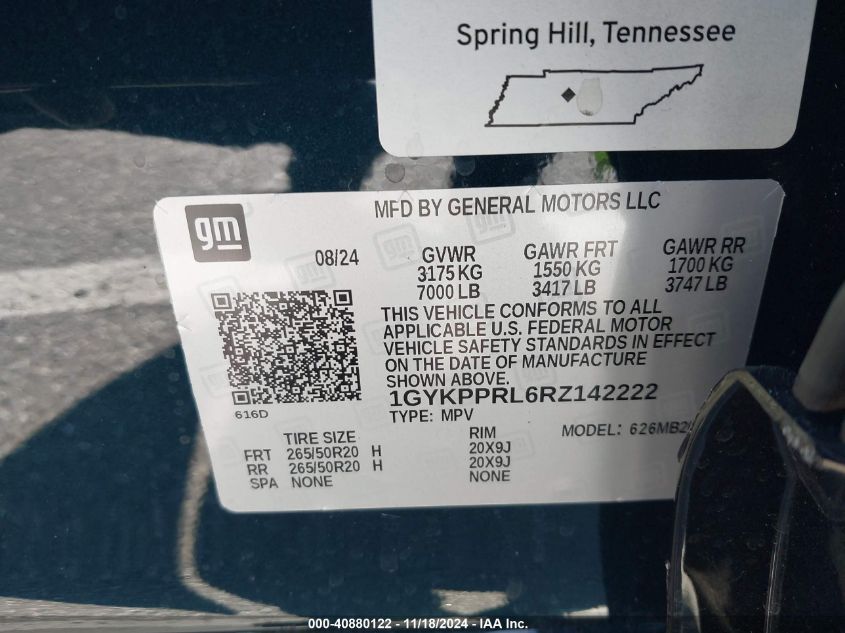 Spring Hill, Tennessee
gm
MFD BY GENERAL MOTORS LLC
08/24 GVWR GAWR FRT GAWR RR
3175 KG 1550 KG 1700 KG
7000 LB 3417 LB 3747 LB
THIS VEHICLE CONFORMS TO ALL
APPLICABLE U.S. FEDERAL MOTOR
VEHICLE SAFETY STANDARDS IN EFFECT
ON THE DATE OF MANUFACTURE
SHOWN ABOVE.
1GYKPPRL6RZ142222
616D
TYPE: MPV MODEL:
TIRE SIZE RIM
FRT 265/50R20 H 20X9J
RR 265/50R20 H 20X9J
SPA NONE NONE
000-40880122 - 11/18/2024 - IAA Inc.